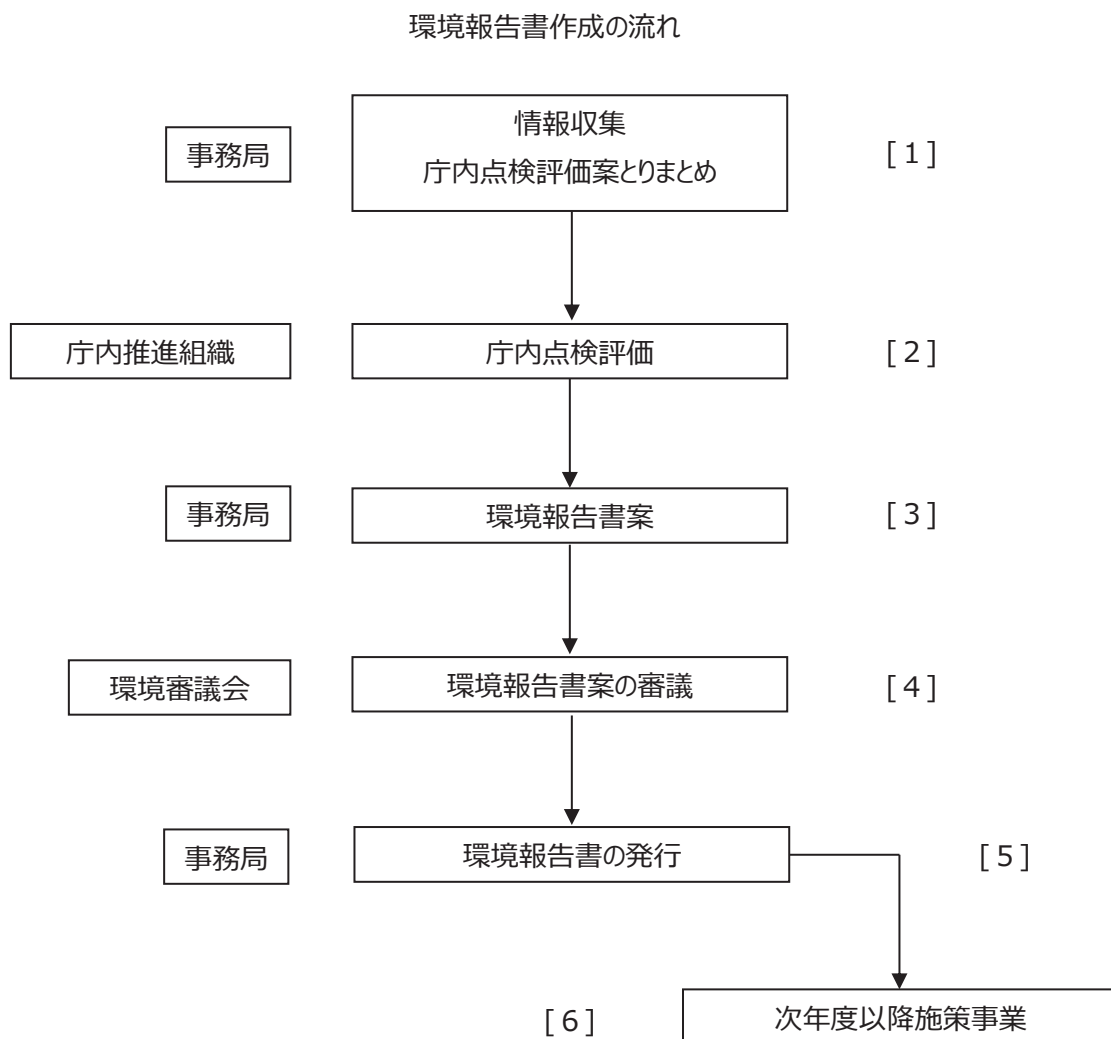 環境報告書作成の流れ
事務局
情報収集
庁内点検評価案とりまとめ
[1]
庁内推進組織
庁内点検評価
[2]
事務局
環境報告書案
[3]
環境審議会
環境報告書案の審議
[4]
事務局
環境報告書の発行
[5]
[6]
次年度以降施策事業